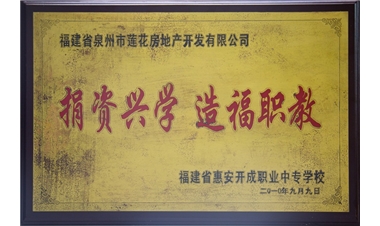 福建省泉州市莲花房地产开发有限公司
捐资兴学 造福职教
福建省惠安开成职业中专学校
二〇一〇年九月九日